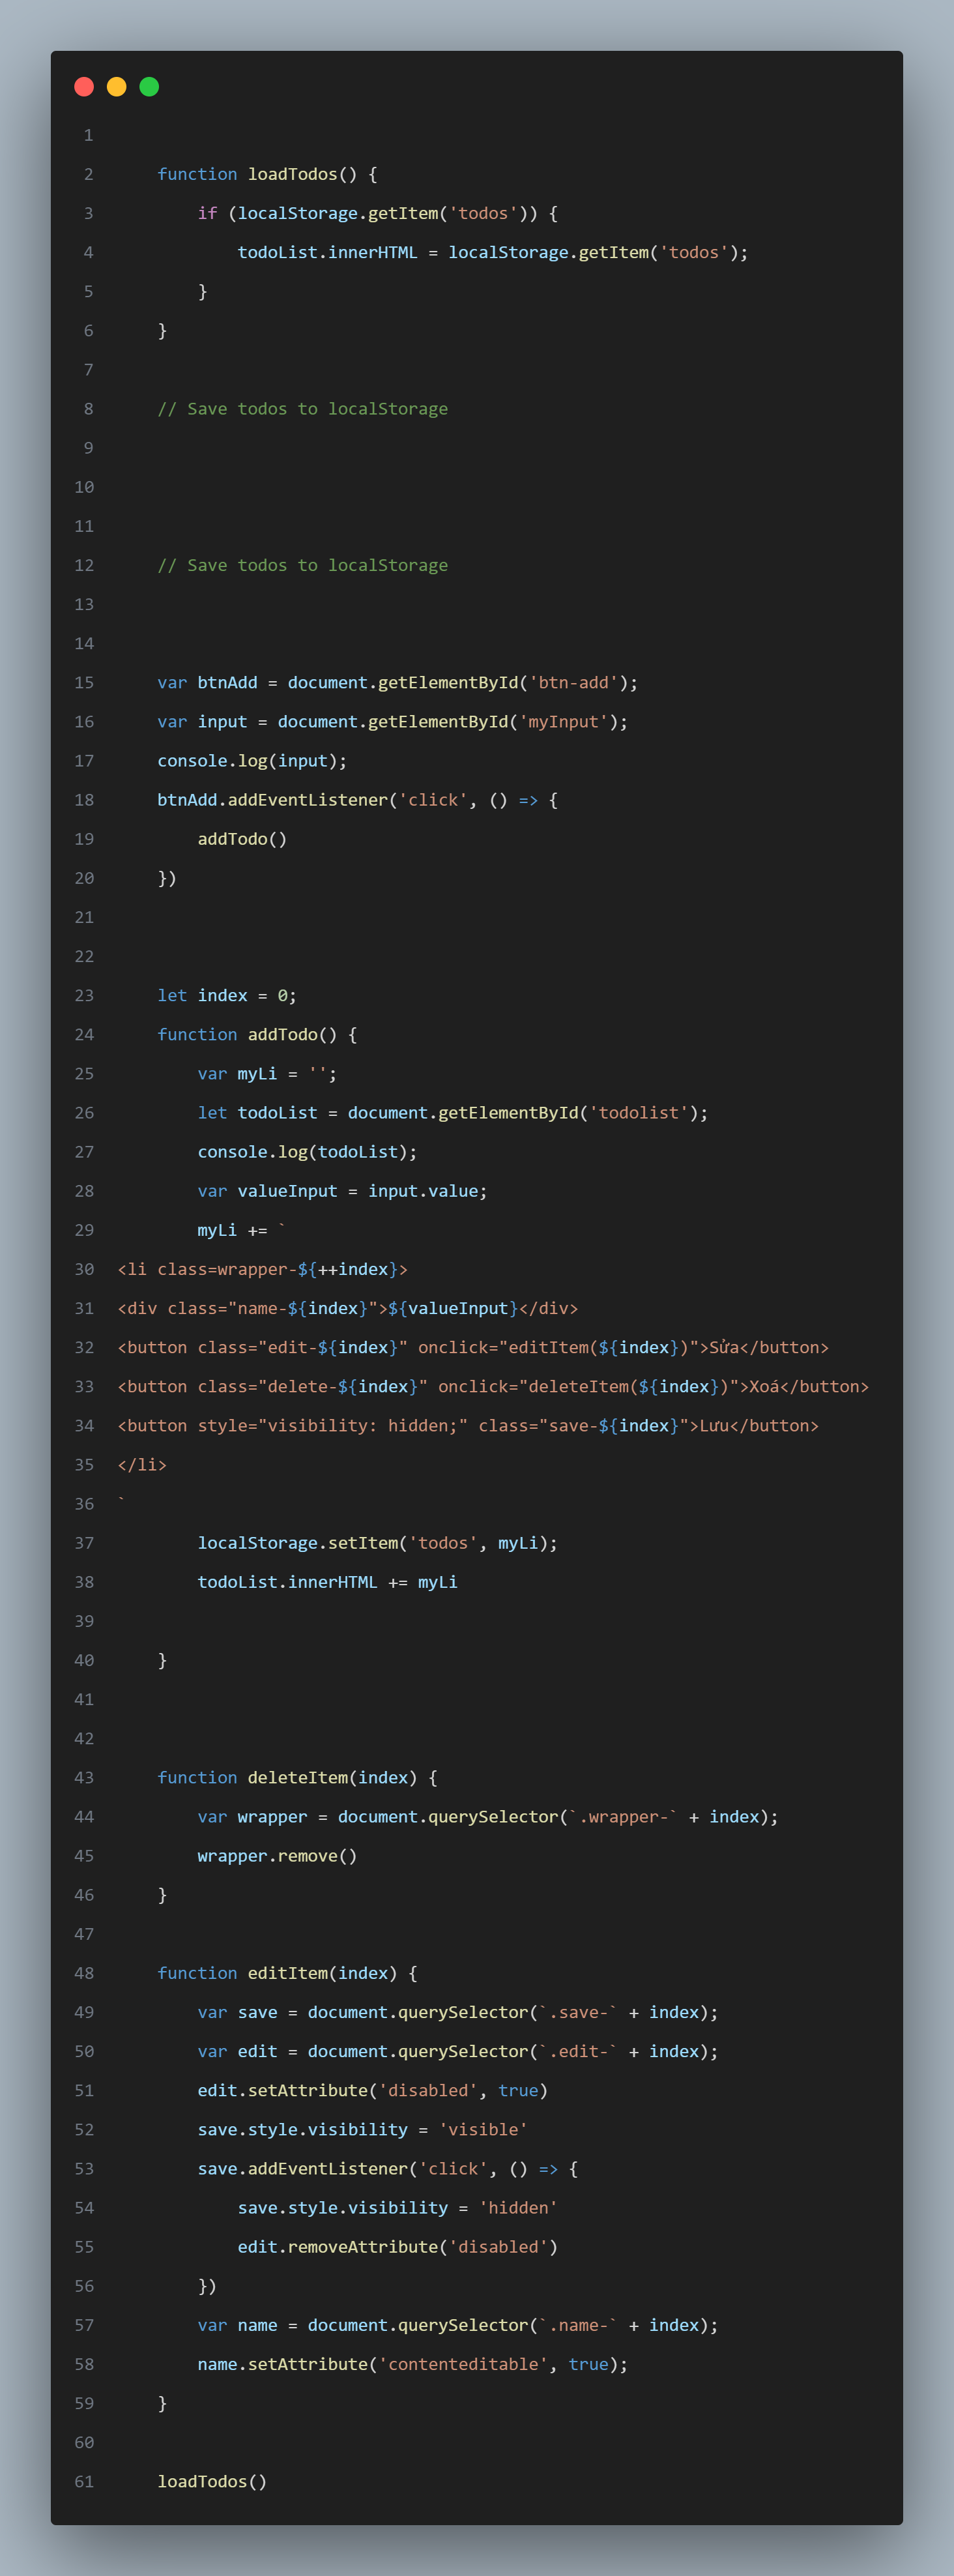 1
2 function loadTodos() {
3 if (localStorage.getItem('todos')) {
4 todoList.innerHTML = localStorage.getItem('todos');
5 }
6 }
7
8 // Save todos to localStorage
9
10
11
12 // Save todos to localStorage
13
14
15 var btnAdd = document.getElementById('btn-add');
16 var input = document.getElementById('myInput');
17 console.log(input);
18 btnAdd.addEventListener('click', () => {
19 addTodo()
20 })
21
22
23 let index = 0;
24 function addTodo() {
25 var myLi = '';
26 let todoList = document.getElementById('todolist');
27 console.log(todoList);
28 var valueInput = input.value;
29 myLi += `
30 <li class=wrapper-${++index}>
31 <div class="name-${index}">${valueInput}</div>
32 <button class="edit-${index}" onclick="editItem(${index})">Sửa</button>
33 <button class="delete-${index}" onclick="deleteItem(${index})">Xoá</button>
34 <button style="visibility: hidden;" class="save-${index}">Lưu</button>
35 </li>
36 `
37 localStorage.setItem('todos', myLi);
38 todoList.innerHTML += myLi
39
40 }
41
42
43 function deleteItem(index) {
44 var wrapper = document.querySelector(`.wrapper-` + index);
45 wrapper.remove()
46 }
47
48 function editItem(index) {
49 var save = document.querySelector(`.save-` + index);
50 var edit = document.querySelector(`.edit-` + index);
51 edit.setAttribute('disabled', true)
52 save.style.visibility = 'visible'
53 save.addEventListener('click', () => {
54 save.style.visibility = 'hidden'
55 edit.removeAttribute('disabled')
56 })
57 var name = document.querySelector(`.name-` + index);
58 name.setAttribute('contenteditable', true);
59 }
60
61 loadTodos()